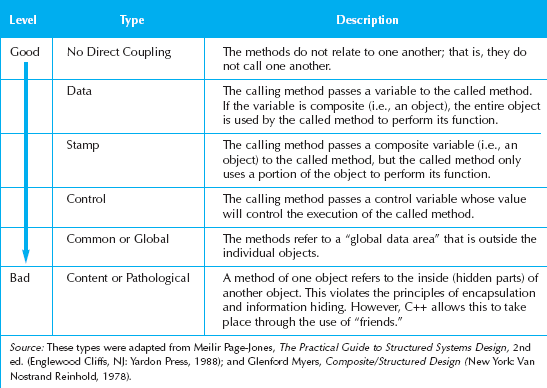 Level Type Description
Good No Direct Coupling The methods do not relate to one another; that is, they do
not call one another.
Data The calling method passes a variable to the called method.
If the variable is composite (i.e., an object), the entire object
is used by the called method to perform its function.
Stamp The calling method passes a composite variable (i.e., an
object) to the called method, but the called method only
uses a portion of the object to perform its function.
Control The calling method passes a control variable whose value
will control the execution of the called method.
Common or Global The methods refer to a “global data area” that is outside the
individual objects.
Bad Content or Pathological A method of one object refers to the inside (hidden parts) of
another object. This violates the principles of encapsulation
and information hiding. However, C++ allows this to take
place through the use of “friends.”
Source: These types were adapted from Meilir Page-Jones, The Practical Guide to Structured Systems Design, 2nd
ed. (Englewood Cliffs, NJ: Yardon Press, 1988); and Glenford Myers, Composite/Structured Design (New York: Van
Nostrand Reinhold, 1978).